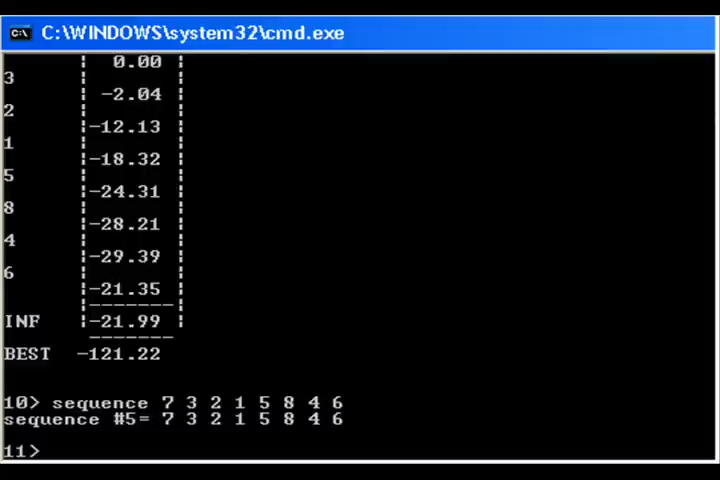 C:\WINDOWS\system32\cmd.exe
¦ 0.00 ¦
3
¦ -2.04 ¦
2
¦-12.13 ¦
1
¦-18.32 ¦
5
¦-24.31 ¦
8
¦-28.21 ¦
4
¦-29.39 ¦
6
¦-21.35 ¦
¦-------¦
INF ¦-21.99 ¦
-------
BEST -121.22
10> sequence 7 3 2 1 5 8 4 6
sequence #5= 7 3 2 1 5 8 4 6
11>